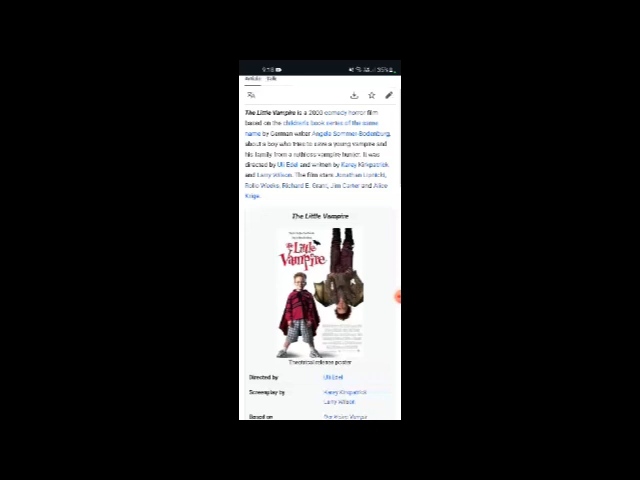 Article Talk
The Little Vampire is a 2000 comedy horror film
based on the children's book series of the same
name by German writer Angela Sommer-Bodenburg,
about a boy who tries to save a young vampire and
his family from a ruthless vampire hunter. It was
directed by Uli Edel and written by Karey Kirkpatrick
and Larry Wilson. The film stars Jonathan Lipnicki,
Rollo Weeks, Richard E. Grant, Jim Carter and Alice
Krige.
The Little Vampire
the Little
Vampire
Theatrical release poster
Directed by Uli Edel
Screenplay by Karey Kirkpatrick
Larry Wilson
Based on The Little Vampire